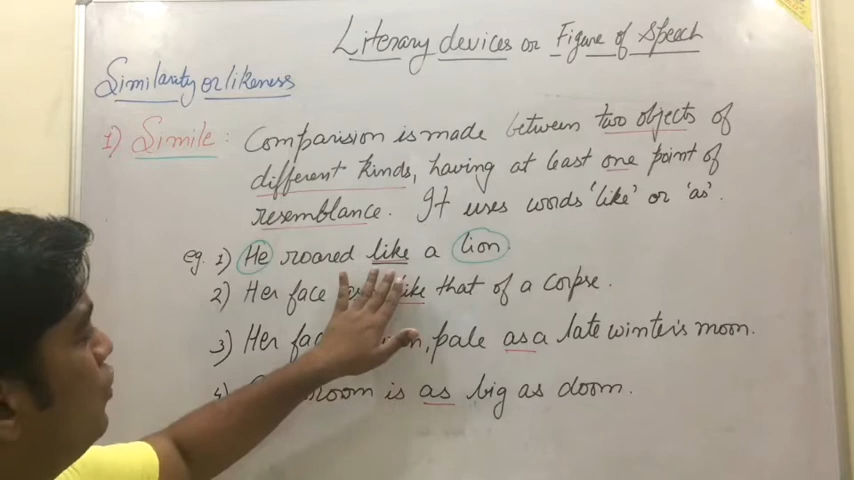 Literary devices or Figure of Speech
Similarity or likeness
1) Simile : Comparision is made between two objects of
different kinds, having at least one point of
resemblance. It uses words 'like' or 'as'.
eg. 1) He roared like a lion.
2) Her face like that of a corpse.
3) Her pale as a late winter's moon.
room is as big as doom.